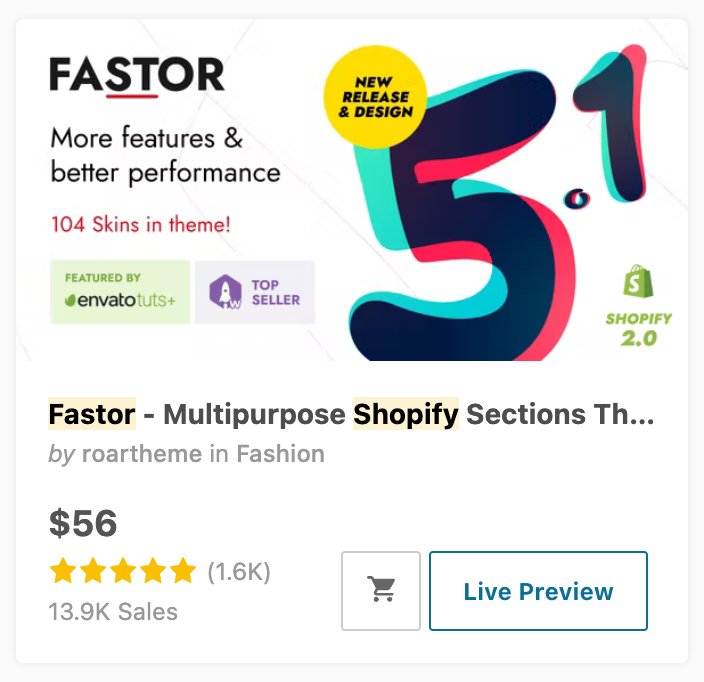 FASTOR
More features &
better performance
104 Skins in theme!
FEATURED BY
envatotuts+
TOP
SELLER
W
NEW
RELEASE
& DESIGN
5.1
S
SHOPIFY
2.0
Fastor - Multipurpose Shopify Sections Th...
by roartheme in Fashion
$56
(1.6K)
13.9K Sales
Live Preview